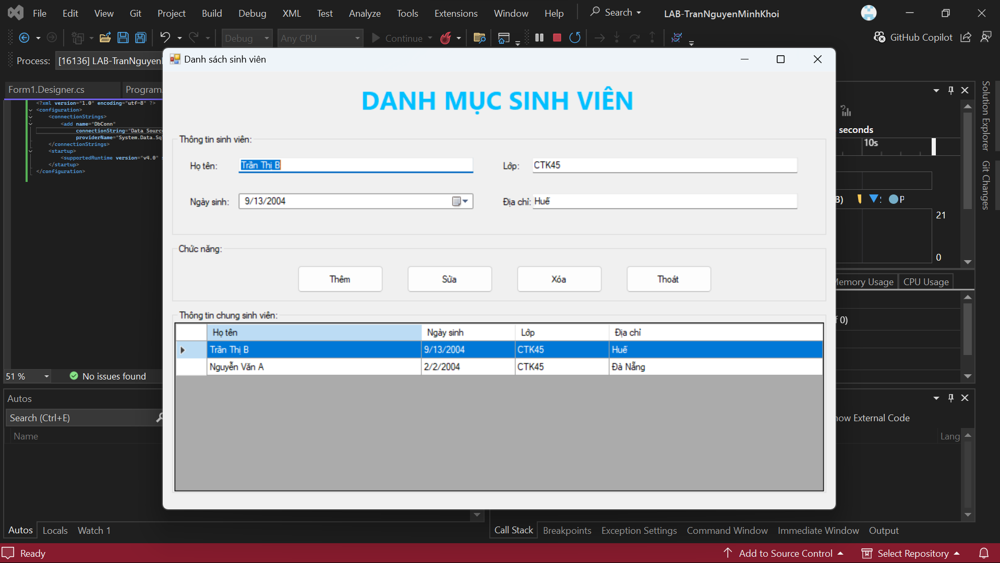 File Edit View Git Project Build Debug XML Test Analyze Tools Extensions Window Help Search LAB-TranNguyenMinhKhoi
Debug Any CPU Continue GitHub Copilot
Process: [16136] LAB-TranNguyen
Form1.Designer.cs Program.
<?xml version="1.0" encoding="utf-8" ?>
<configuration>
<connectionStrings>
<add name="DbConn"
connectionString="Data Sourc
providerName="System.Data.Sq
</connectionStrings>
<startup>
<supportedRuntime version="v4.0"
</startup>
</configuration>
51 % No issues found
Danh sách sinh viên
DANH MỤC SINH VIÊN
Thông tin sinh viên:
Họ tên: Trần Thị B Lớp: CTK45
Ngày sinh: 9/13/2004 Địa chỉ: Huế
Chức năng:
Thêm Sửa Xóa Thoát
Thông tin chung sinh viên:
Họ tên Ngày sinh Lớp Địa chỉ
Trần Thị B 9/13/2004 CTK45 Huế
Nguyễn Văn A 2/2/2004 CTK45 Đà Nẵng
seconds
10s
B) P
21
0
Memory Usage CPU Usage
0)
Solution Explorer
Git Changes
Autos
Search (Ctrl+E)
Name
Autos Locals Watch 1
how External Code
Lang
Call Stack Breakpoints Exception Settings Command Window Immediate Window Output
Ready Add to Source Control Select Repository